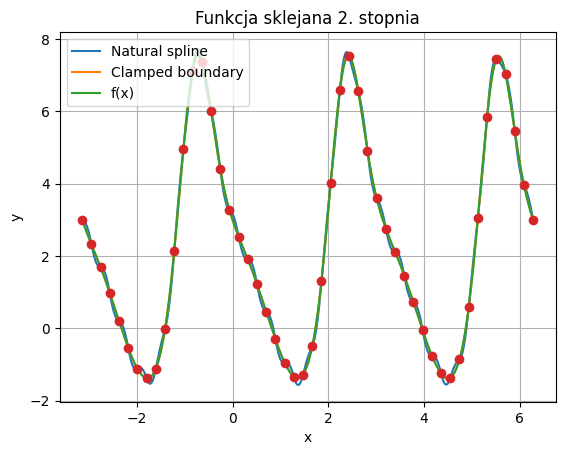 Funkcja sklejana 2. stopnia
Natural spline
Clamped boundary
f(x)
8
6
4
2
0
−2
y
−2
0
2
4
6
x